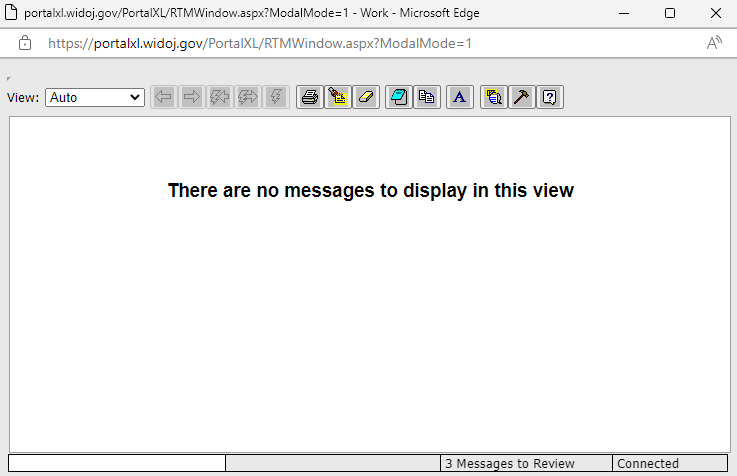 portalxl.widoj.gov/PortalXL/RTMWindow.aspx?ModalMode=1 - Work - Microsoft Edge
https://portalxl.widoj.gov/PortalXL/RTMWindow.aspx?ModalMode=1 A
View: Auto A ?
There are no messages to display in this view
3 Messages to Review Connected